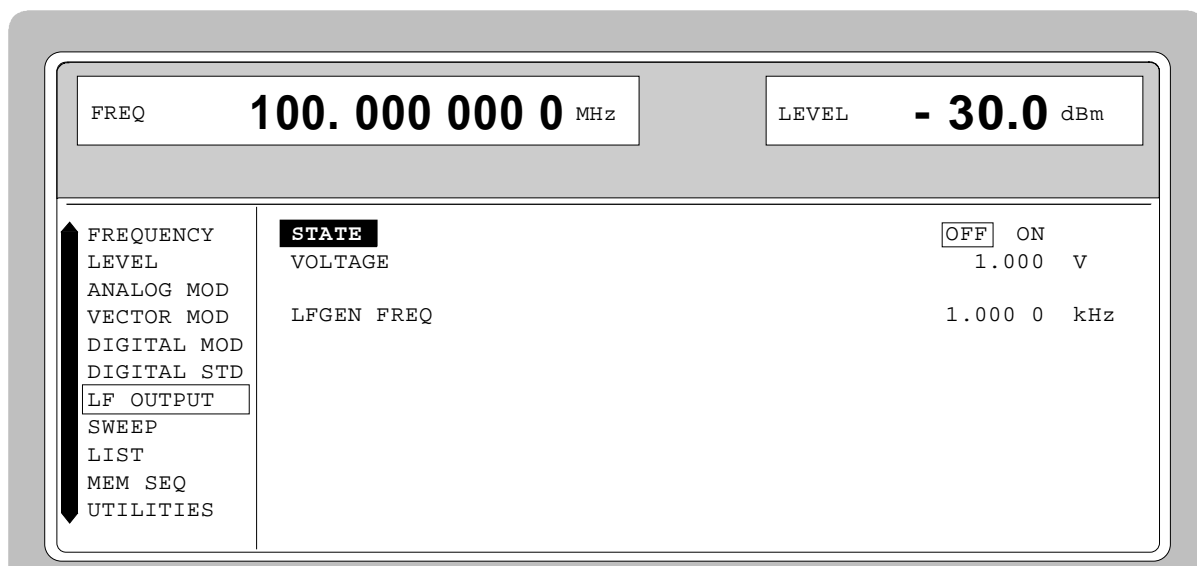 FREQ 100. 000 000 0 MHz LEVEL - 30.0 dBm
FREQUENCY
LEVEL
ANALOG MOD
VECTOR MOD
DIGITAL MOD
DIGITAL STD
LF OUTPUT
SWEEP
LIST
MEM SEQ
UTILITIES
STATE OFF ON
VOLTAGE 1.000 V
LFGEN FREQ 1.000 0 kHz